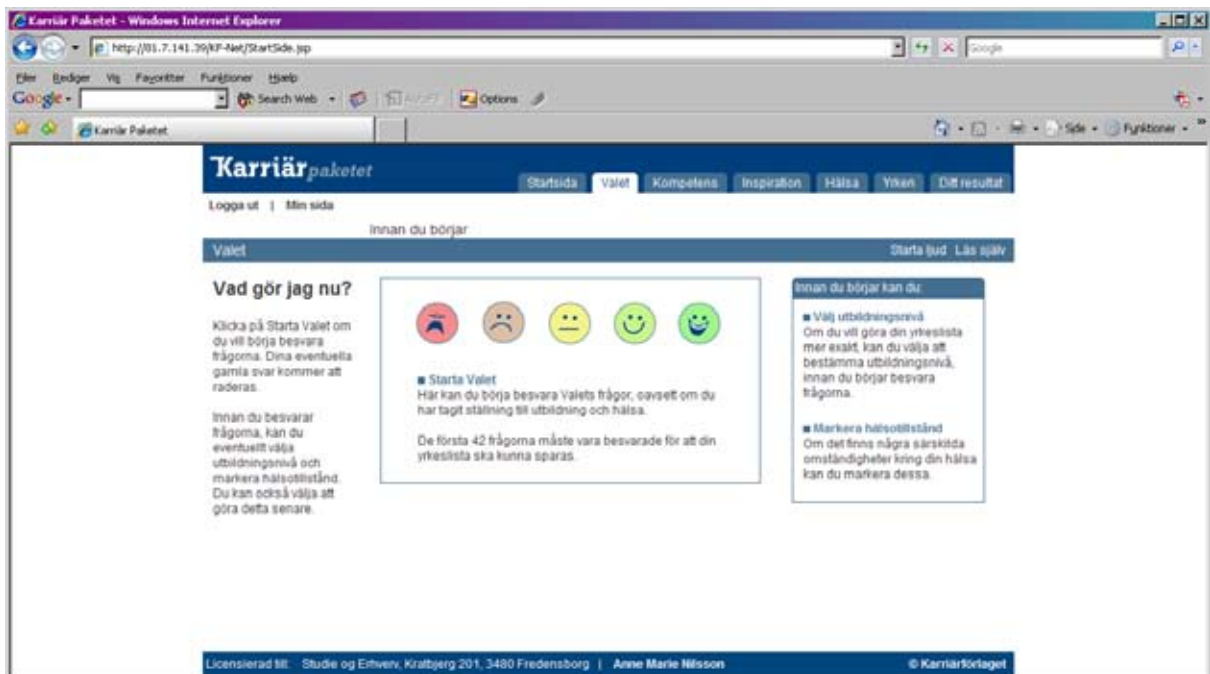 Karriär Paketet - Windows Internet Explorer
http://81.7.141.39/KF-Net/StartSide.jsp
Google
Filer Rediger Vis Favoritter Funktioner Hjælp
Google Search Web Options
Karriär Paketet Side Funktioner
Karriärpaketet
Startsida Valet Kompetens Inspiration Hälsa Yrken Ditt resultat
Logga ut | Min sida
Innan du börjar
Valet Starta ljud Läs själv
Vad gör jag nu?
Klicka på Starta Valet om
du vill börja besvara
frågorna. Dina eventuella
gamla svar kommer att
raderas.
Innan du besvarar
frågorna, kan du
eventuellt välja
utbildningsnivå och
markera hälsotillstånd.
Du kan också välja att
göra detta senare.
Starta Valet
Här kan du börja besvara Valets frågor, oavsett om du
har tagit ställning till utbildning och hälsa.
De första 42 frågorna måste vara besvarade för att din
yrkeslista ska kunna sparas.
Innan du börjar kan du:
Välj utbildningsnivå
Om du vill göra din yrkeslista
mer exakt, kan du välja att
bestämma utbildningsnivå,
innan du börjar besvara
frågorna.
Markera hälsotillstånd
Om det finns några särskilda
omständigheter kring din hälsa
kan du markera dessa.
Licensierad till: Studie og Erhverv, Kratbjerg 201, 3480 Fredensborg | Anne Marie Nilsson © Karriärförlaget